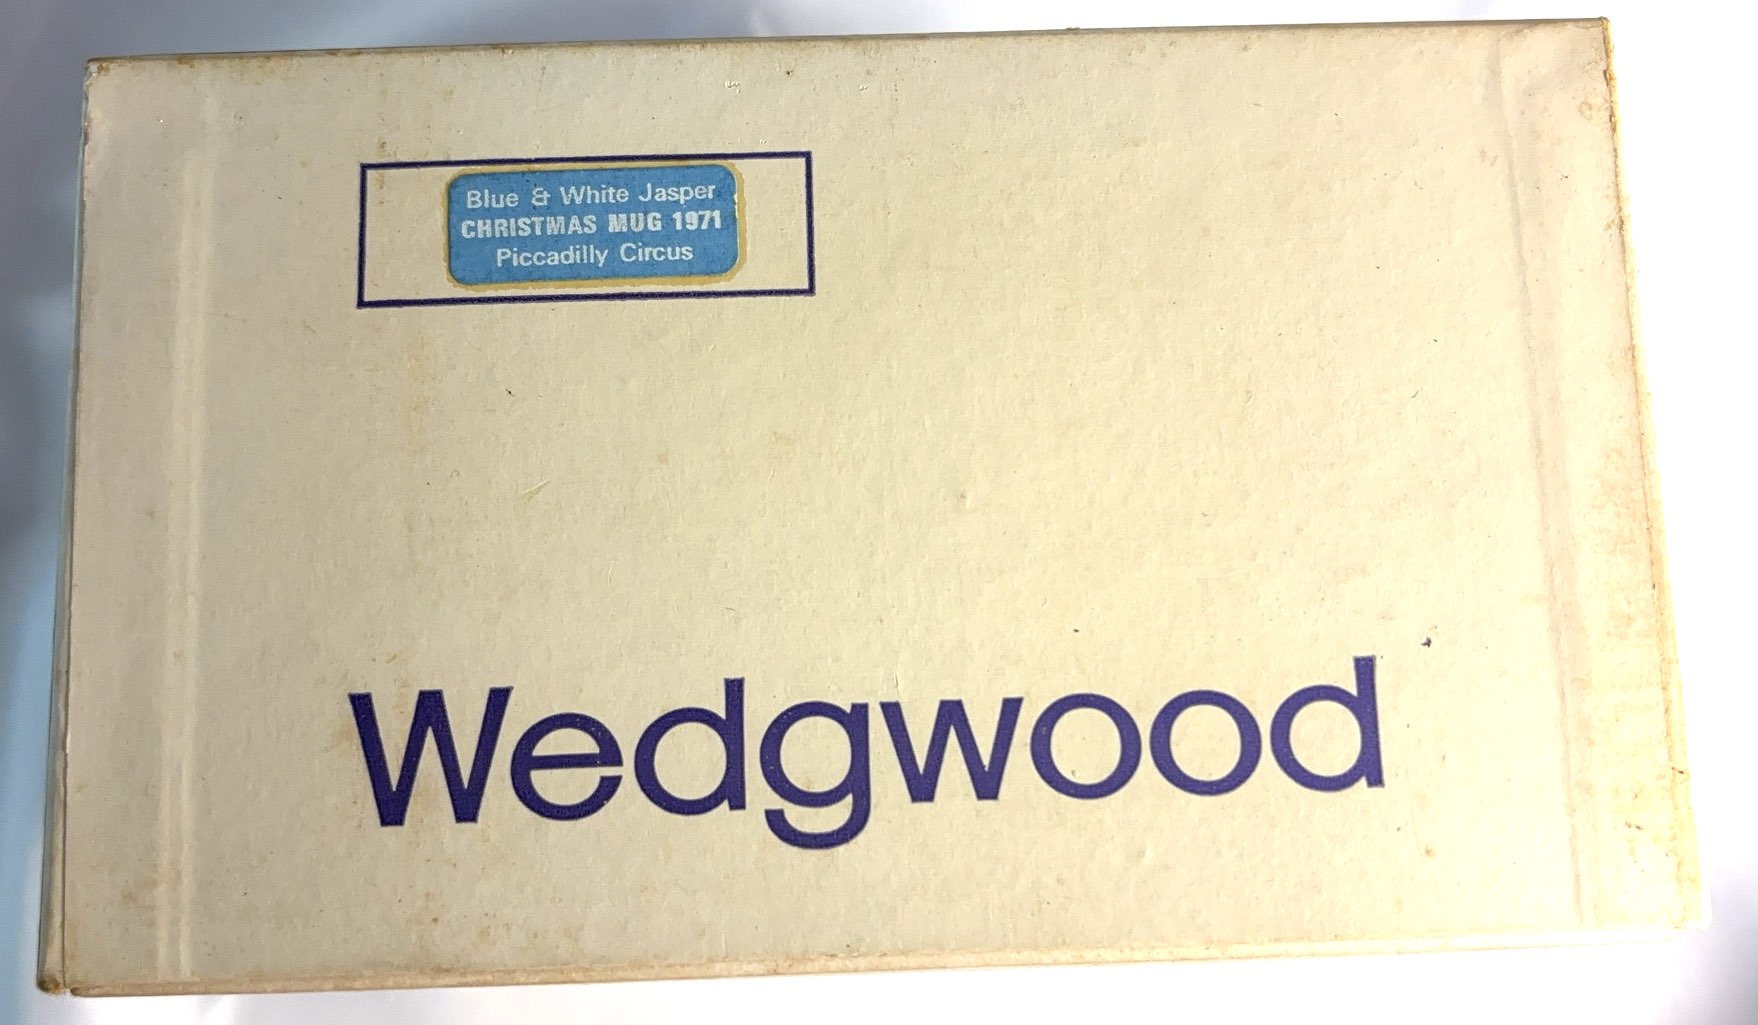 Blue & White Jasper
CHRISTMAS MUG 1971
Piccadilly Circus
Wedgwood